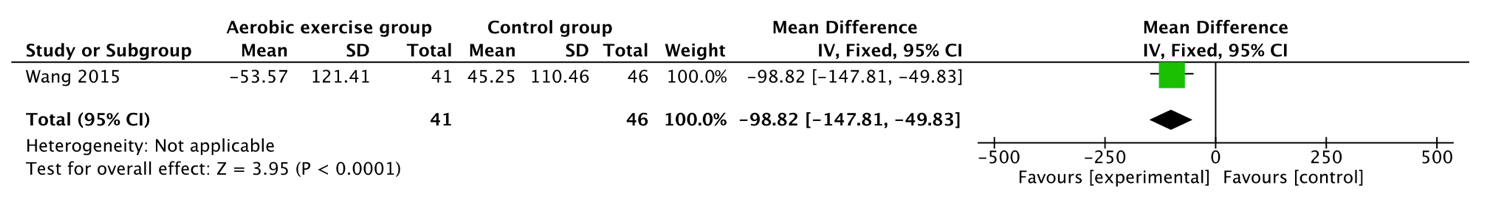 Aerobic exercise group Control group Mean Difference Mean Difference
Study or Subgroup Mean SD Total Mean SD Total Weight IV, Fixed, 95% CI IV, Fixed, 95% CI
Wang 2015 −53.57 121.41 41 45.25 110.46 46 100.0% −98.82 [−147.81, −49.83]
Total (95% CI) 41 46 100.0% −98.82 [−147.81, −49.83]
Heterogeneity: Not applicable
Test for overall effect: Z = 3.95 (P < 0.0001)
−500 −250 0 250 500
Favours [experimental] Favours [control]